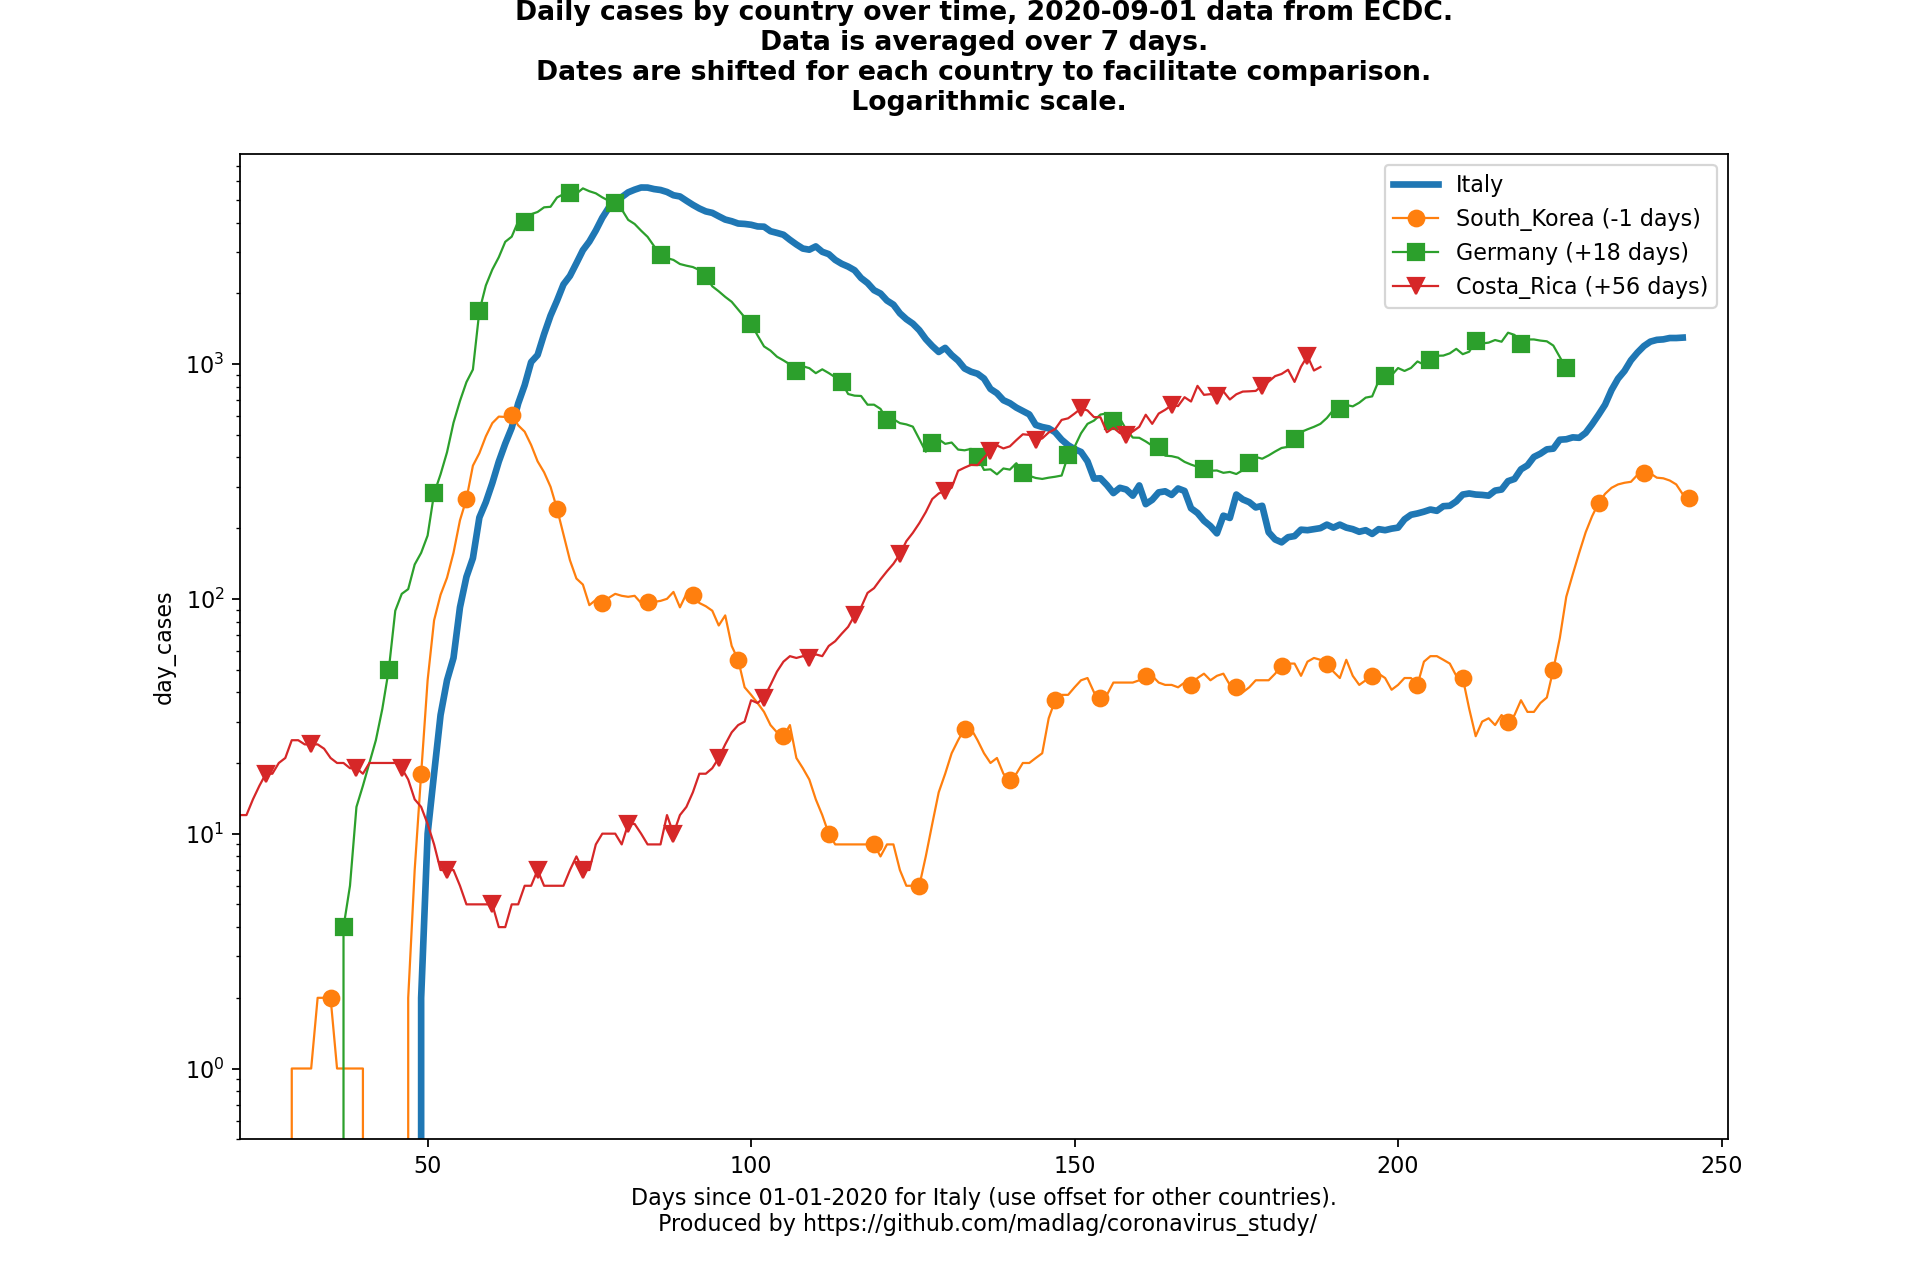 Daily cases by country over time, 2020-09-01 data from ECDC.
Data is averaged over 7 days.
Dates are shifted for each country to facilitate comparison.
Logarithmic scale.
Italy
South_Korea (-1 days)
Germany (+18 days)
Costa_Rica (+56 days)
day_cases
10³
10²
10¹
10⁰
50
100
150
200
250
Days since 01-01-2020 for Italy (use offset for other countries).
Produced by https://github.com/madlag/coronavirus_study/